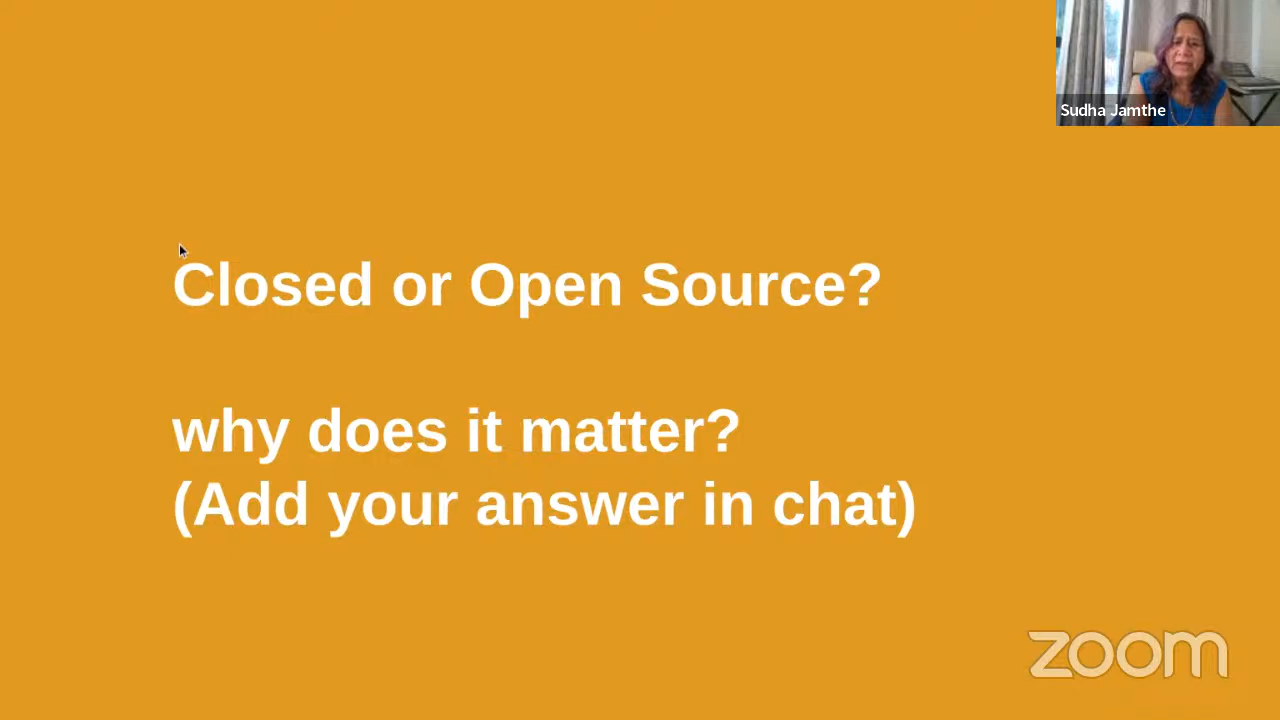 Sudha Jamthe
Closed or Open Source?
why does it matter?
(Add your answer in chat)
zoom